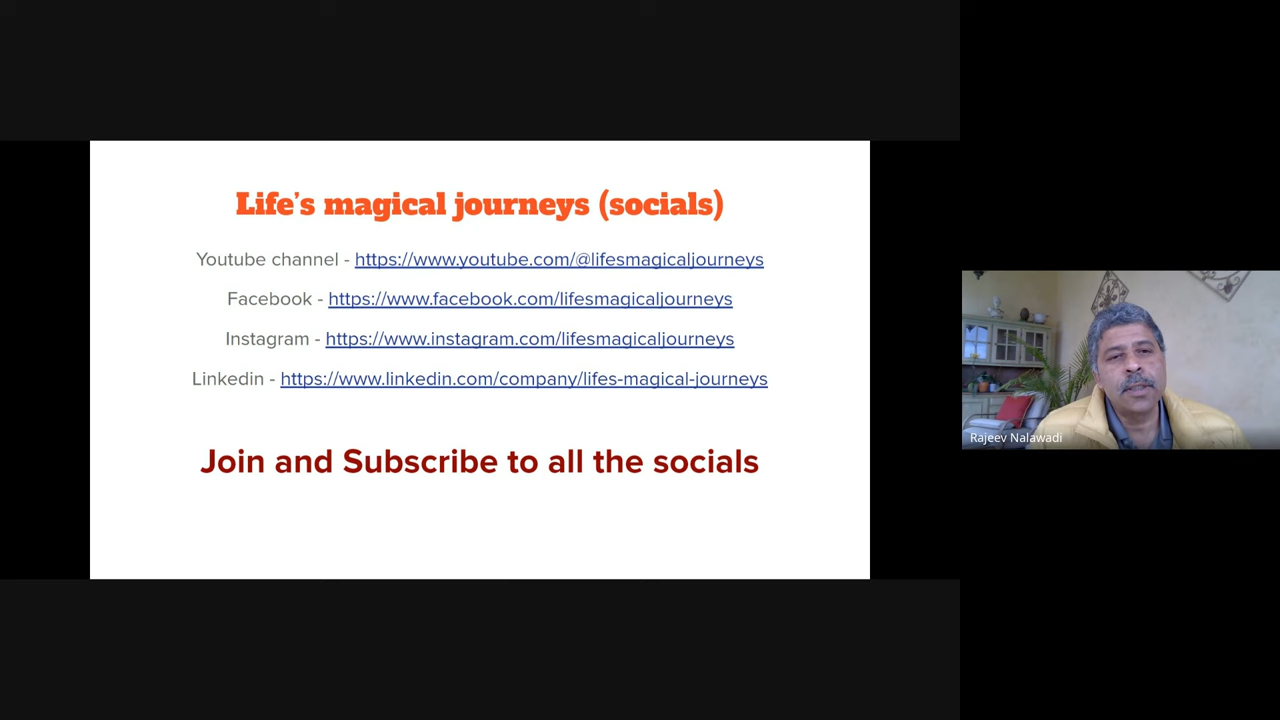 Life's magical journeys (socials)
Youtube channel - https://www.youtube.com/@lifesmagicaljourneys
Facebook - https://www.facebook.com/lifesmagicaljourneys
Instagram - https://www.instagram.com/lifesmagicaljourneys
Linkedin - https://www.linkedin.com/company/lifes-magical-journeys
Join and Subscribe to all the socials
Rajeev Nalawadi